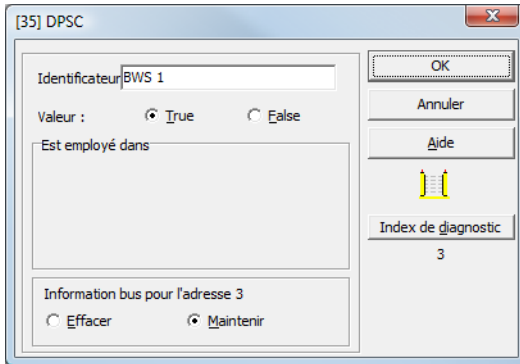 [35] DPSC
Identificateur BWS 1
Valeur : True False
Est employé dans
Information bus pour l'adresse 3
Effacer Maintenir
OK
Annuler
Aide
Index de diagnostic
3